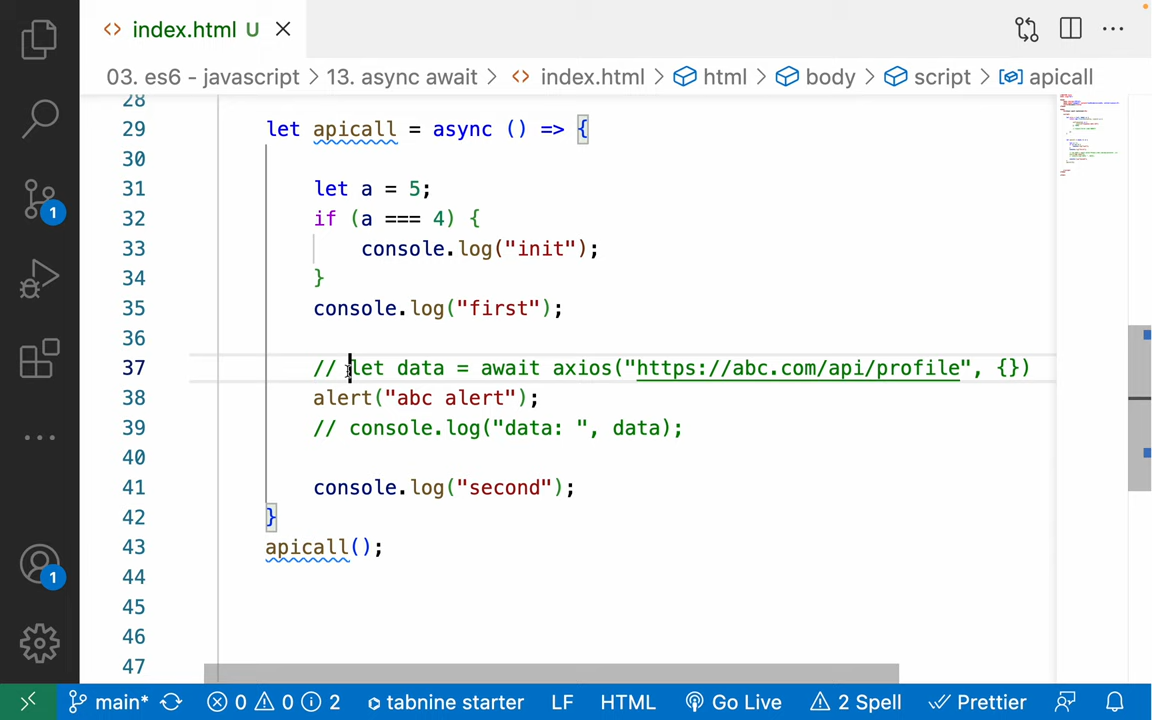 index.html U
03. es6 - javascript > 13. async await > index.html > html > body > script > apicall
28
29 let apicall = async () => {
30
31 let a = 5;
32 if (a === 4) {
33 console.log("init");
34 }
35 console.log("first");
36
37 // let data = await axios("https://abc.com/api/profile", {})
38 alert("abc alert");
39 // console.log("data: ", data);
40
41 console.log("second");
42 }
43 apicall();
44
45
46
47
1
1
main* 0 0 2 tabnine starter LF HTML Go Live 2 Spell Prettier